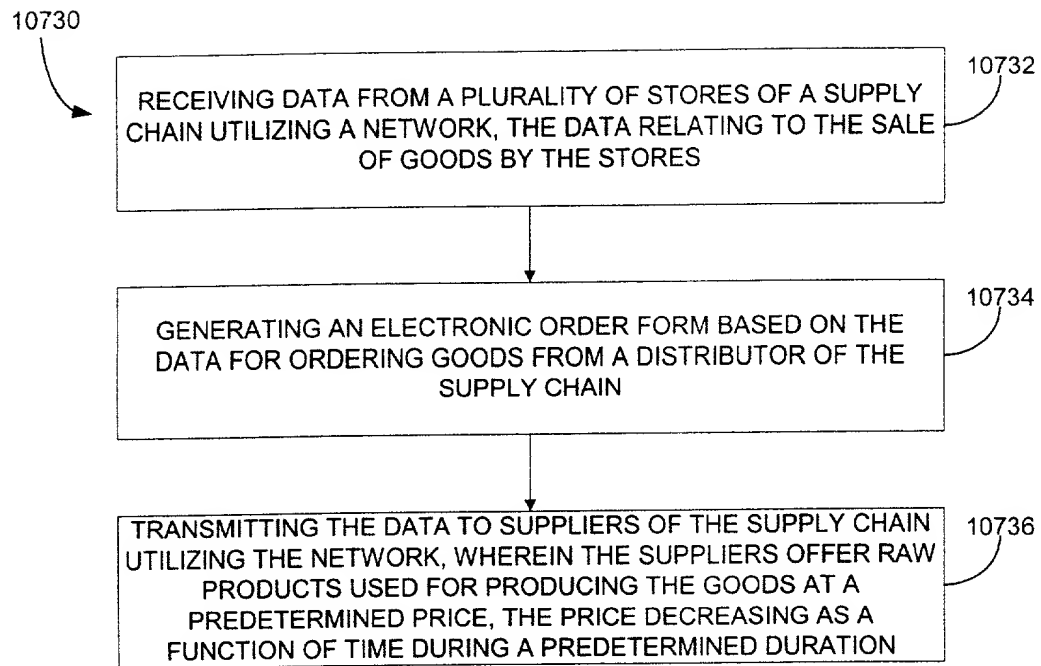 10730
10732
RECEIVING DATA FROM A PLURALITY OF STORES OF A SUPPLY
CHAIN UTILIZING A NETWORK, THE DATA RELATING TO THE SALE
OF GOODS BY THE STORES
10734
GENERATING AN ELECTRONIC ORDER FORM BASED ON THE
DATA FOR ORDERING GOODS FROM A DISTRIBUTOR OF THE
SUPPLY CHAIN
10736
TRANSMITTING THE DATA TO SUPPLIERS OF THE SUPPLY CHAIN
UTILIZING THE NETWORK, WHEREIN THE SUPPLIERS OFFER RAW
PRODUCTS USED FOR PRODUCING THE GOODS AT A
PREDETERMINED PRICE, THE PRICE DECREASING AS A
FUNCTION OF TIME DURING A PREDETERMINED DURATION